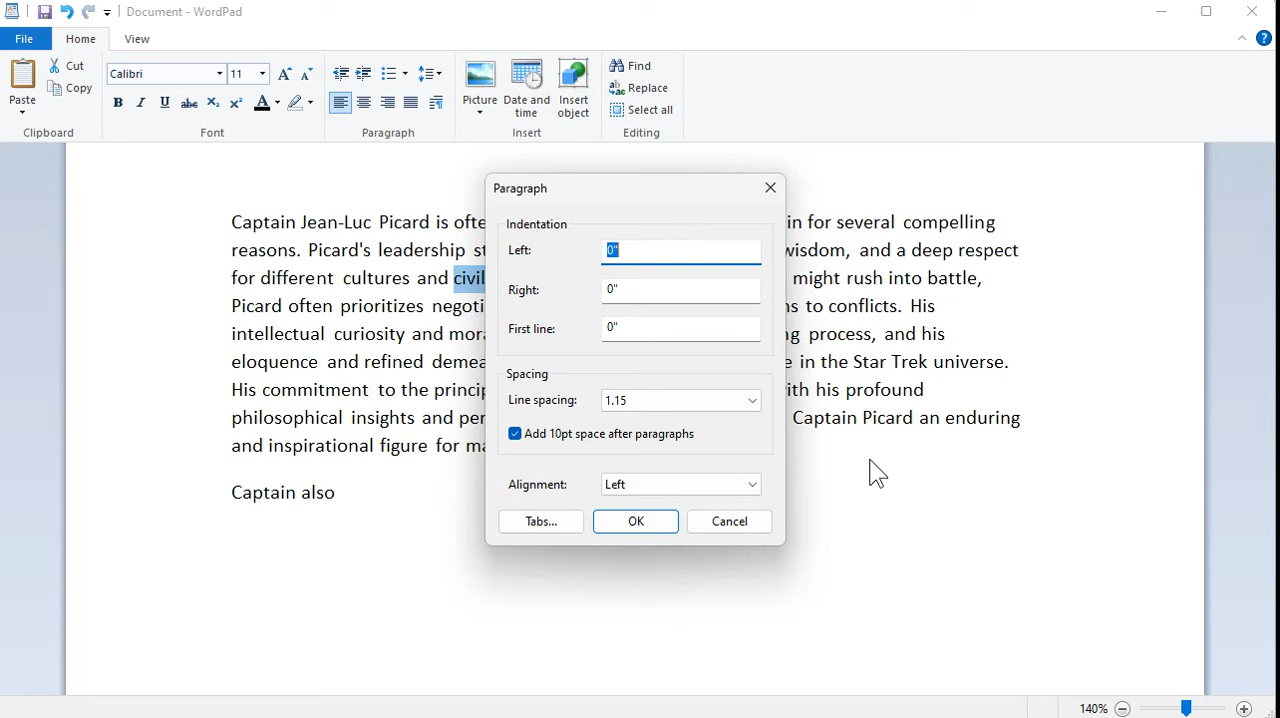 Document - WordPad
File Home View
Paste
Cut
Copy
Clipboard
Calibri 11
B I U abc X₂ X² A
Font
Paragraph
Picture
Date and time
Insert object
Insert
Find
Replace
Select all
Editing
Captain Jean-Luc Picard is ofte in for several compelling
reasons. Picard's leadership st wisdom, and a deep respect
for different cultures and civil might rush into battle,
Picard often prioritizes negoti ns to conflicts. His
intellectual curiosity and mora ng process, and his
eloquence and refined demea e in the Star Trek universe.
His commitment to the princip with his profound
philosophical insights and per Captain Picard an enduring
and inspirational figure for ma
Captain also
Paragraph
Indentation
Left: 0"
Right: 0"
First line: 0"
Spacing
Line spacing: 1.15
Add 10pt space after paragraphs
Alignment: Left
Tabs... OK Cancel
140%